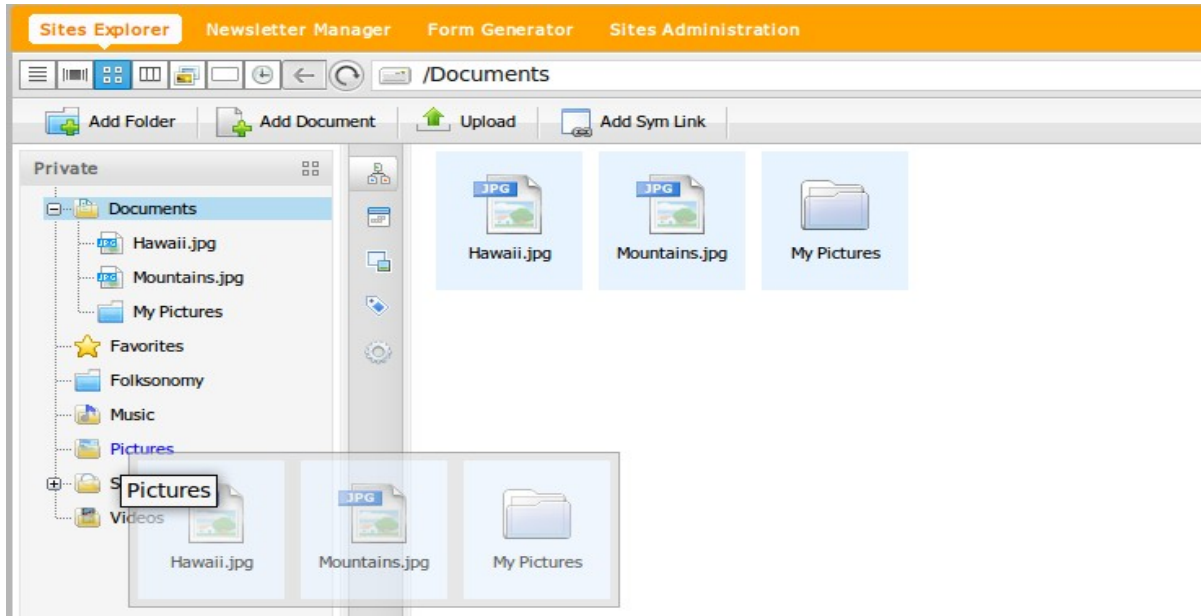 Sites Explorer Newsletter Manager Form Generator Sites Administration
/Documents
Add Folder Add Document Upload Add Sym Link
Private
Documents
Hawaii.jpg
Mountains.jpg
My Pictures
Favorites
Folksonomy
Music
Pictures
S
Videos
JPG
Hawaii.jpg
JPG
Mountains.jpg
My Pictures
Pictures
Hawaii.jpg
JPG
Mountains.jpg
My Pictures